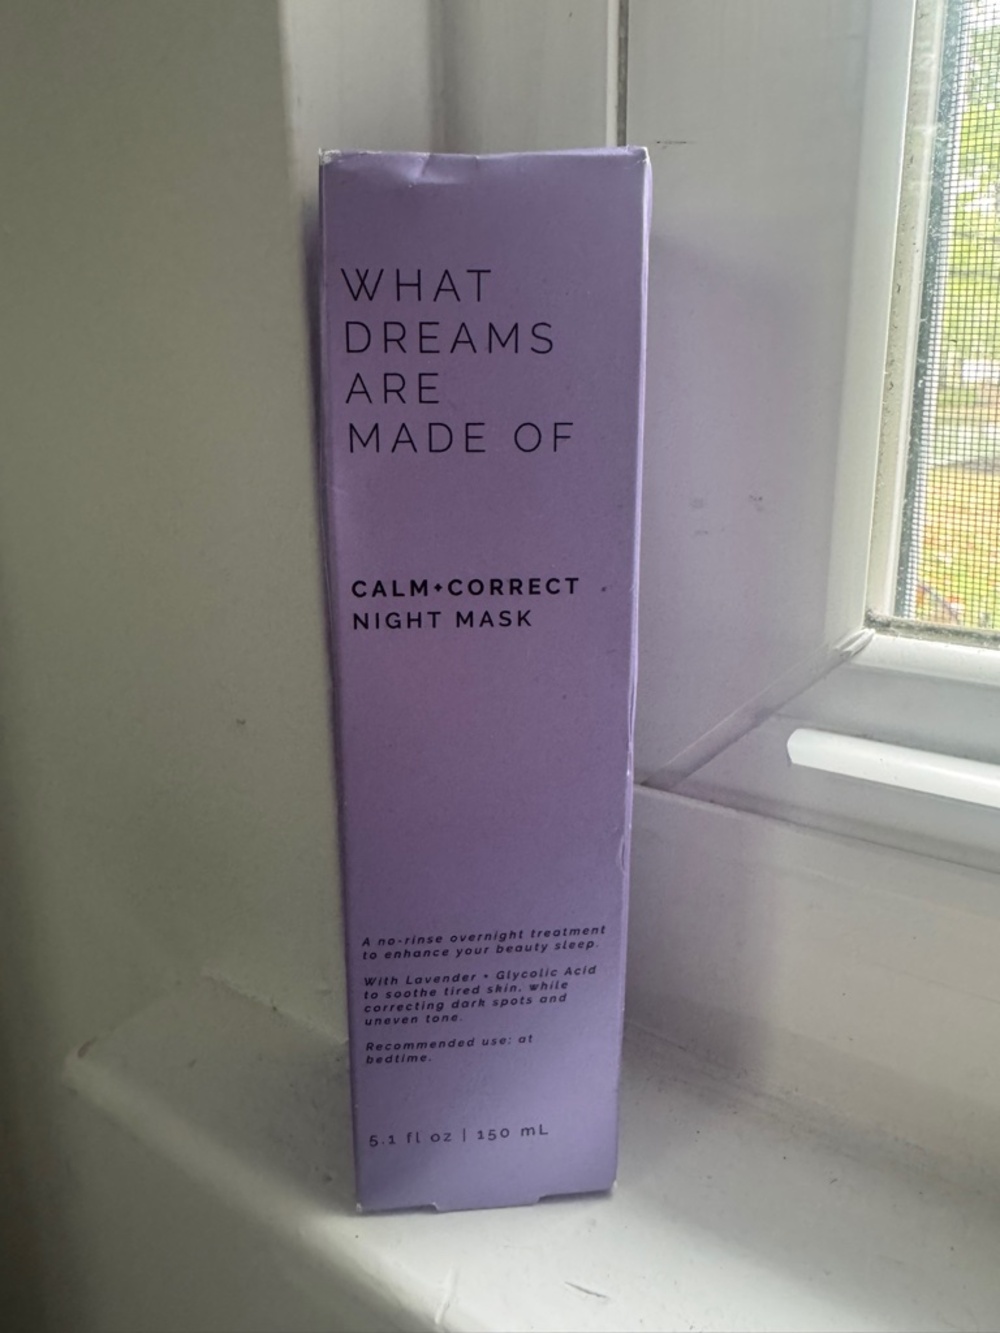 WHAT
DREAMS
ARE
MADE OF
CALM+CORRECT
NIGHT MASK
A no-rinse overnight treatment
to enhance your beauty sleep.
With Lavender + Glycolic Acid
to soothe tired skin, while
correcting dark spots and
uneven tone.
Recommended use: at
bedtime.
5.1 fl oz | 150 mL